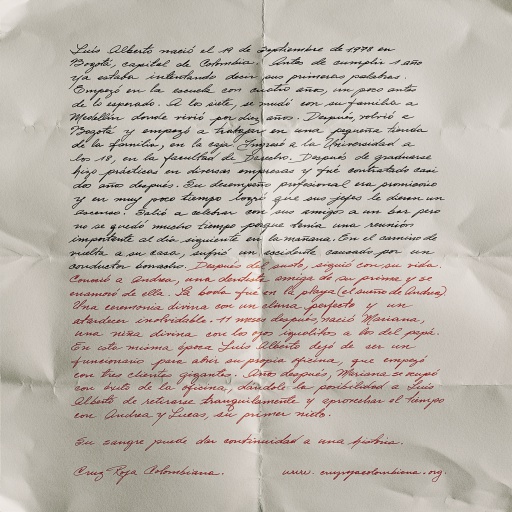 Luis Alberto nació el 19 de septiembre de 1978 en
Bogotá, capital de Colombia. Antes de cumplir 1 año
ya estaba intentando decir sus primeras palabras.
Empezó en la escuela con cuatro años, un poco antes
de lo esperado. A los siete, se mudó con su familia a
Medellín donde vivió por diez años. Después, volvió a
Bogotá y empezó a trabajar en una pequeña tienda
de la familia, en la caja. Ingresó a la Universidad a
los 18, en la facultad de Derecho. Después de graduarse
hizo prácticas en diversas empresas y fué contratado casi
dos años después. Su desempeño profesional era promisorio
y en muy poco tiempo logró que sus jefes le dieran un
ascenso. Salió a celebrar con sus amigos a un bar pero
no se quedó mucho tiempo porque tenía una reunión
importante al día siguiente en la mañana. En el camino de
vuelta a su casa, sufrió un accidente causado por un
conductor borracho. Después del susto, siguió con su vida.
Conoció a Andrea, una dentista amiga de su prima y se
enamoró de ella. La boda fue en la playa (el sueño de Andrea)
Una ceremonia divina con un clima perfecto y un
atardecer inolvidable. 11 meses después, nació Mariana,
una niña divina, con los ojos igualitos a los del papá.
En esta misma época Luis Alberto dejó de ser un
funcionario para abrir su propia oficina, que empezó
con tres clientes gigantes. Años después, Mariana se ocupó
con buto de la oficina, dándole la posibilidad a Luis
Alberto de retirarse tranquilamente y aprovechar el tiempo
con Andrea y Lucas, su primer nieto.
Su sangre puede dar continuidad a una historia.
Cruz Roja Colombiana. www.cruzrojacolombiana.org.